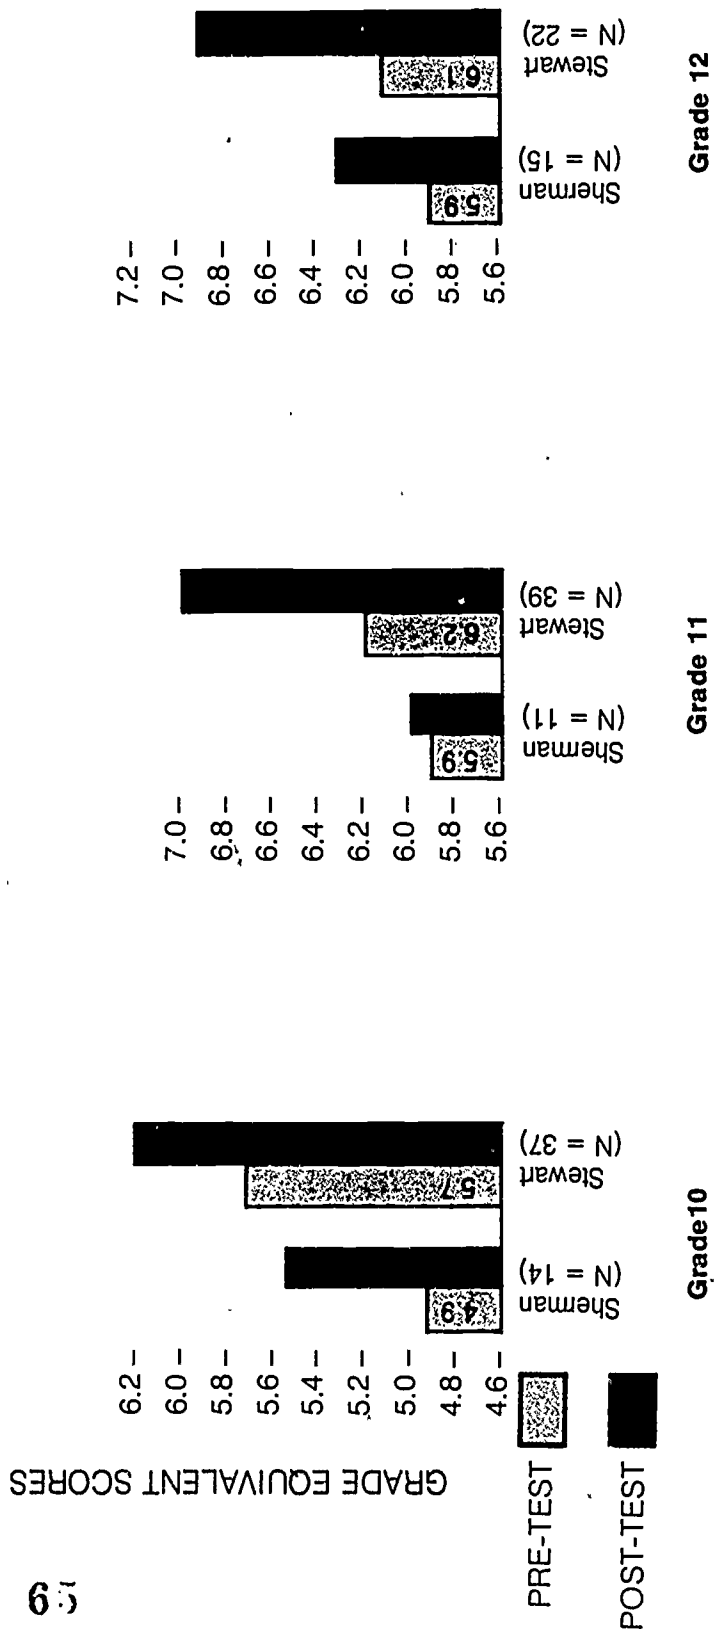 GRADE EQUIVALENT SCORES
6.2 –
6.0 –
5.8 –
5.6 –
5.4 –
5.2 –
5.0 –
4.8 –
4.6 –
4.9
5.7
Sherman
(N = 14)
Stewart
(N = 37)
Grade10
7.0 –
6.8 –
6.6 –
6.4 –
6.2 –
6.0 –
5.8 –
5.6 –
5.9
6.2
Sherman
(N = 11)
Stewart
(N = 39)
Grade 11
7.2 –
7.0 –
6.8 –
6.6 –
6.4 –
6.2 –
6.0 –
5.8 –
5.6 –
5.9
6.1
Sherman
(N = 15)
Stewart
(N = 22)
Grade 12
PRE-TEST
POST-TEST